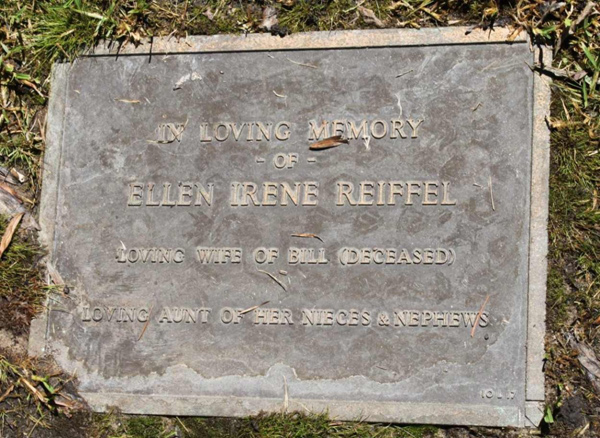 IN LOVING MEMORY
- OF -
ELLEN IRENE REIFFEL
LOVING WIFE OF BILL (DECEASED)
LOVING AUNT OF HER NIECES & NEPHEWS